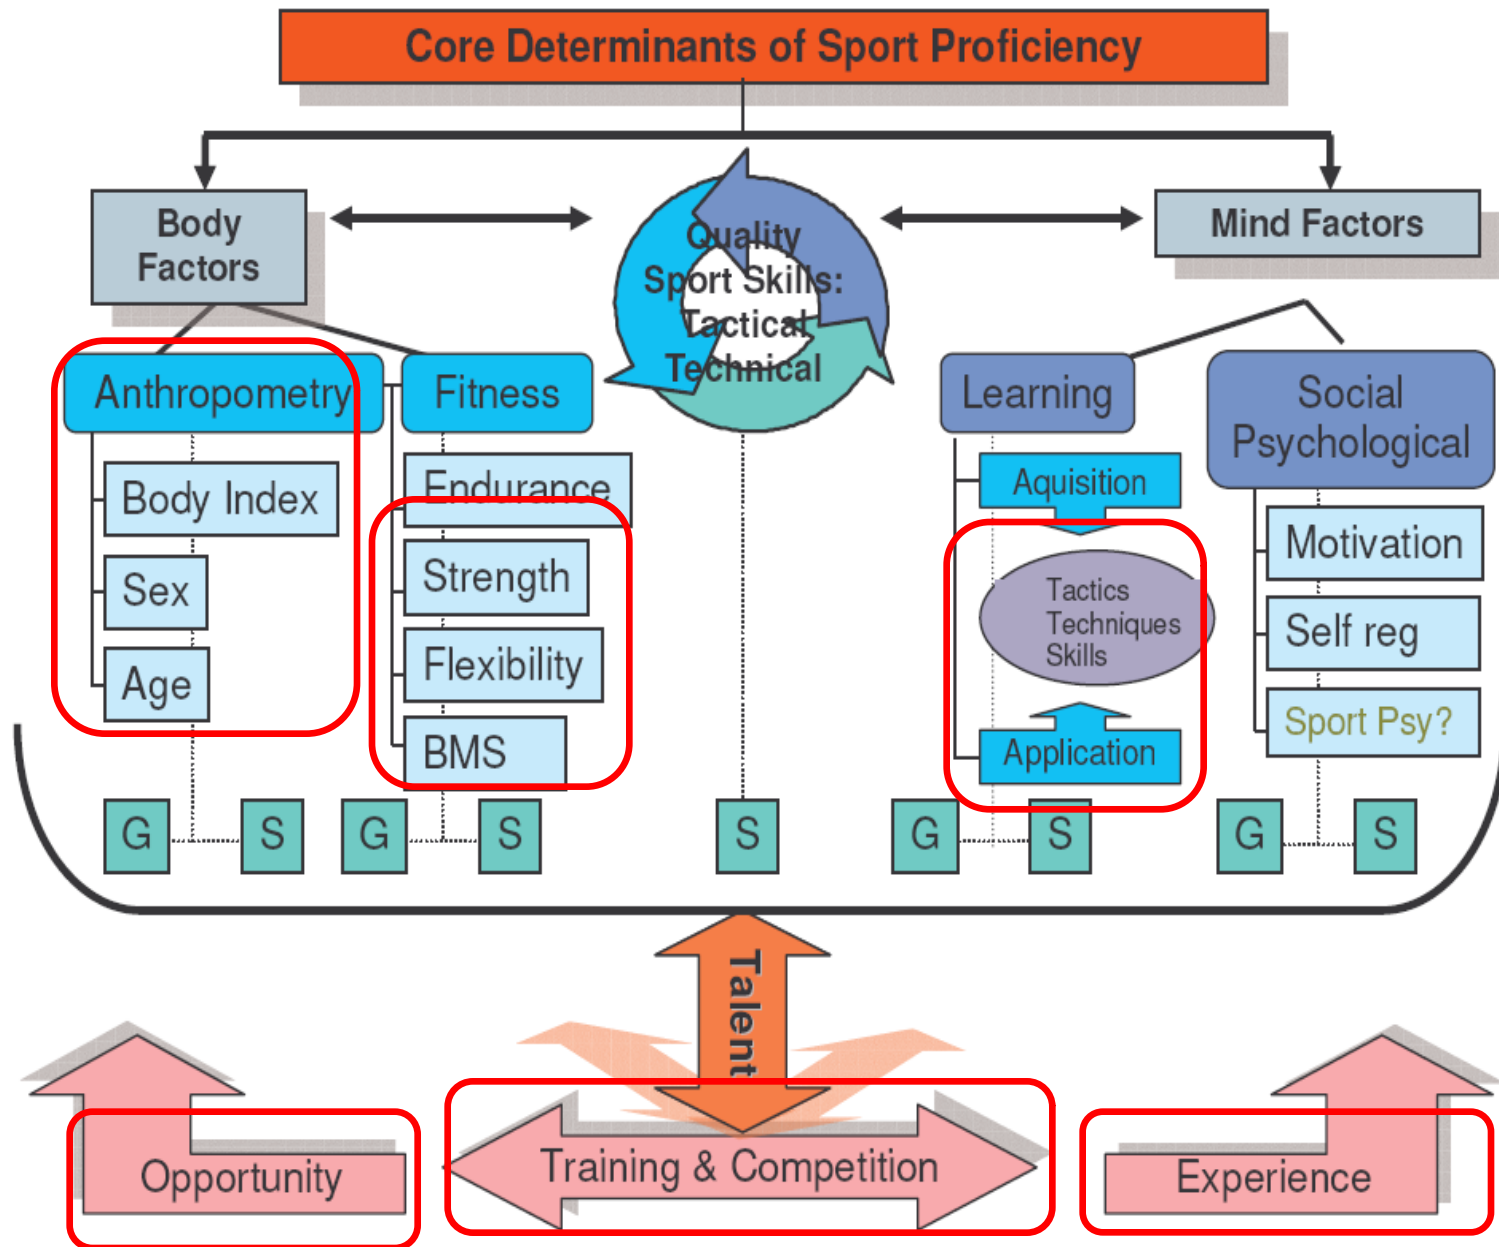 Core Determinants of Sport Proficiency
Body
Factors
Quality
Sport Skills:
Tactical
Technical
Mind Factors
Anthropometry
Body Index
Sex
Age
Fitness
Endurance
Strength
Flexibility
BMS
Learning
Aquisition
Tactics
Techniques
Skills
Application
Social
Psychological
Motivation
Self reg
Sport Psy?
G
S
G
S
S
G
S
G
S
Talent
Opportunity
Training & Competition
Experience